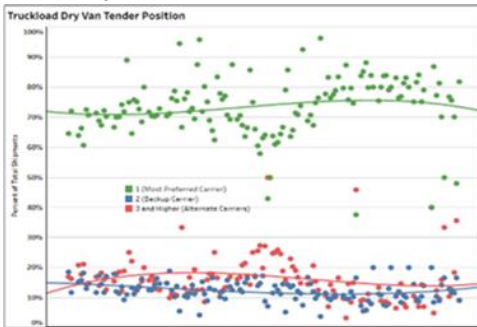 Truckload Dry Van Tender Position
100%
90%
80%
70%
60%
50%
40%
30%
20%
10%
0%
Percent of Total Shipments
1 (Most Preferred Carrier)
2 (Backup Carrier)
3 and Higher (Alternate Carriers)